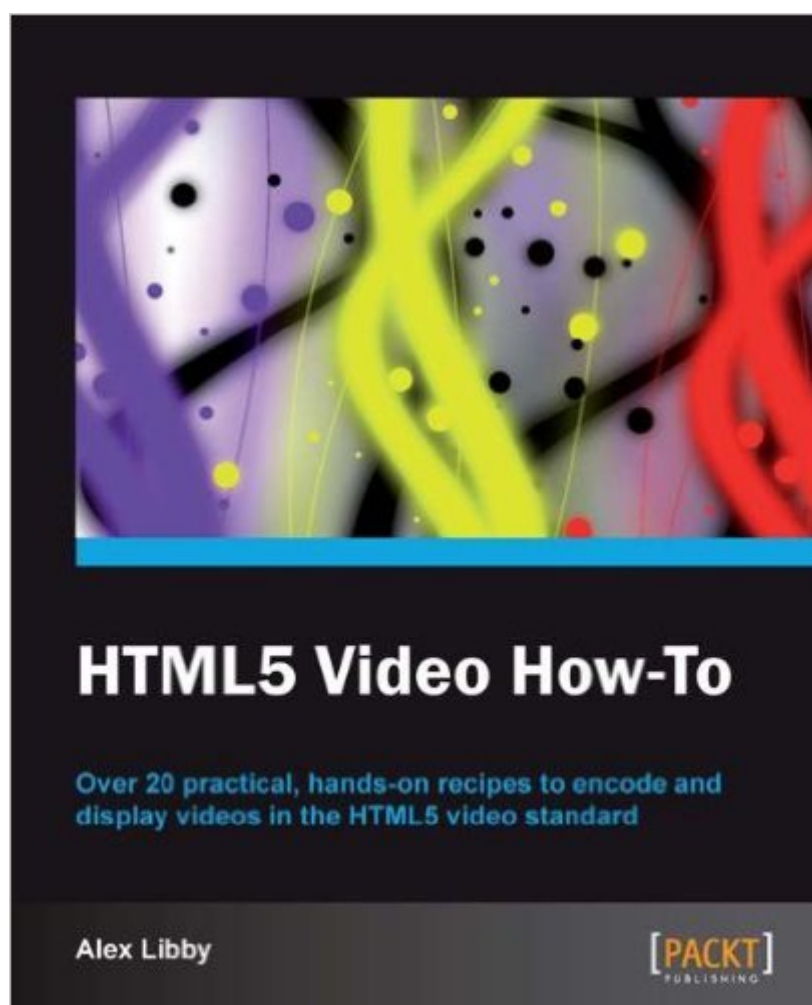 HTML5 Video How-To
Over 20 practical, hands-on recipes to encode and
display videos in the HTML5 video standard
Alex Libby
[PACKT]
PUBLISHING